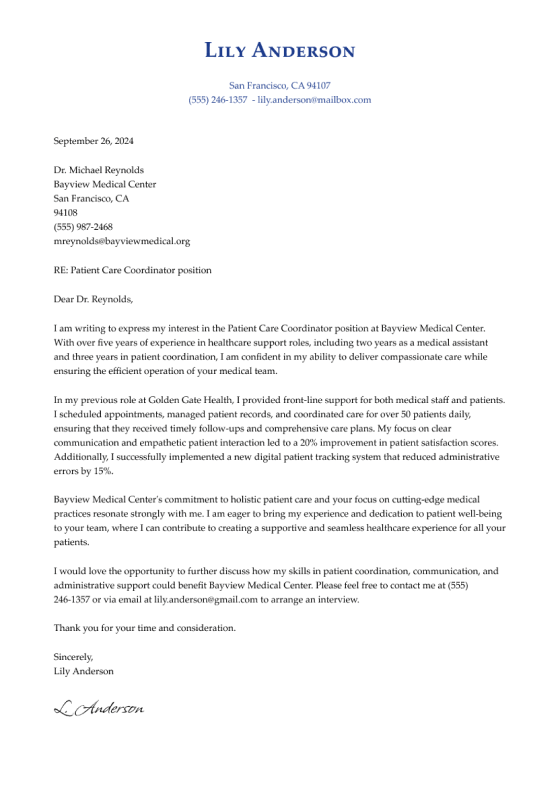 Lily Anderson
San Francisco, CA 94107
(555) 246-1357 - lily.anderson@mailbox.com
September 26, 2024
Dr. Michael Reynolds
Bayview Medical Center
San Francisco, CA
94108
(555) 987-2468
mreynolds@bayviewmedical.org
RE: Patient Care Coordinator position
Dear Dr. Reynolds,
I am writing to express my interest in the Patient Care Coordinator position at Bayview Medical Center.
With over five years of experience in healthcare support roles, including two years as a medical assistant
and three years in patient coordination, I am confident in my ability to deliver compassionate care while
ensuring the efficient operation of your medical team.
In my previous role at Golden Gate Health, I provided front-line support for both medical staff and patients.
I scheduled appointments, managed patient records, and coordinated care for over 50 patients daily,
ensuring that they received timely follow-ups and comprehensive care plans. My focus on clear
communication and empathetic patient interaction led to a 20% improvement in patient satisfaction scores.
Additionally, I successfully implemented a new digital patient tracking system that reduced administrative
errors by 15%.
Bayview Medical Center's commitment to holistic patient care and your focus on cutting-edge medical
practices resonate strongly with me. I am eager to bring my experience and dedication to patient well-being
to your team, where I can contribute to creating a supportive and seamless healthcare experience for all your
patients.
I would love the opportunity to further discuss how my skills in patient coordination, communication, and
administrative support could benefit Bayview Medical Center. Please feel free to contact me at (555)
246-1357 or via email at lily.anderson@gmail.com to arrange an interview.
Thank you for your time and consideration.
Sincerely,
Lily Anderson
L. Anderson